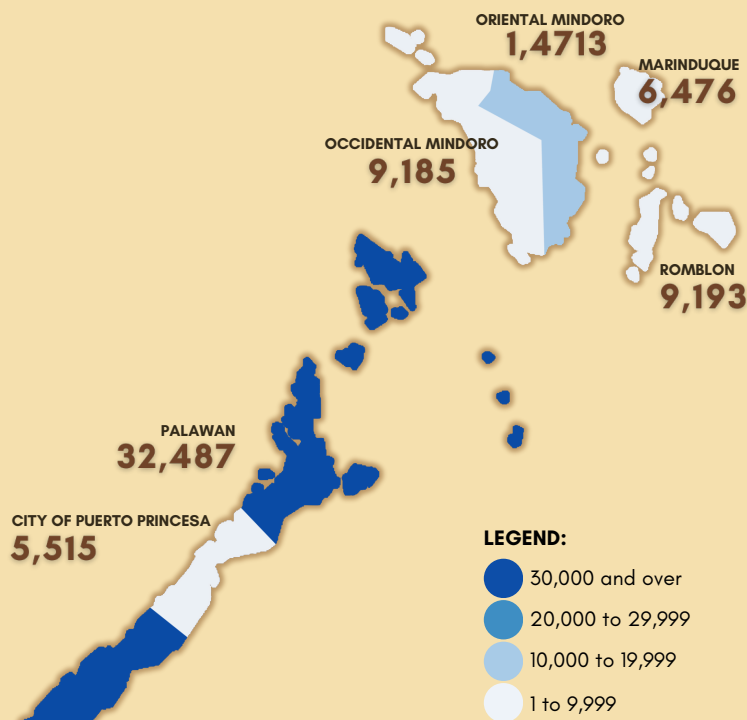 ORIENTAL MINDORO
1,4713
MARINDUQUE
6,476
OCCIDENTAL MINDORO
9,185
ROMBLON
9,193
PALAWAN
32,487
CITY OF PUERTO PRINCESA
5,515
LEGEND:
30,000 and over
20,000 to 29,999
10,000 to 19,999
1 to 9,999